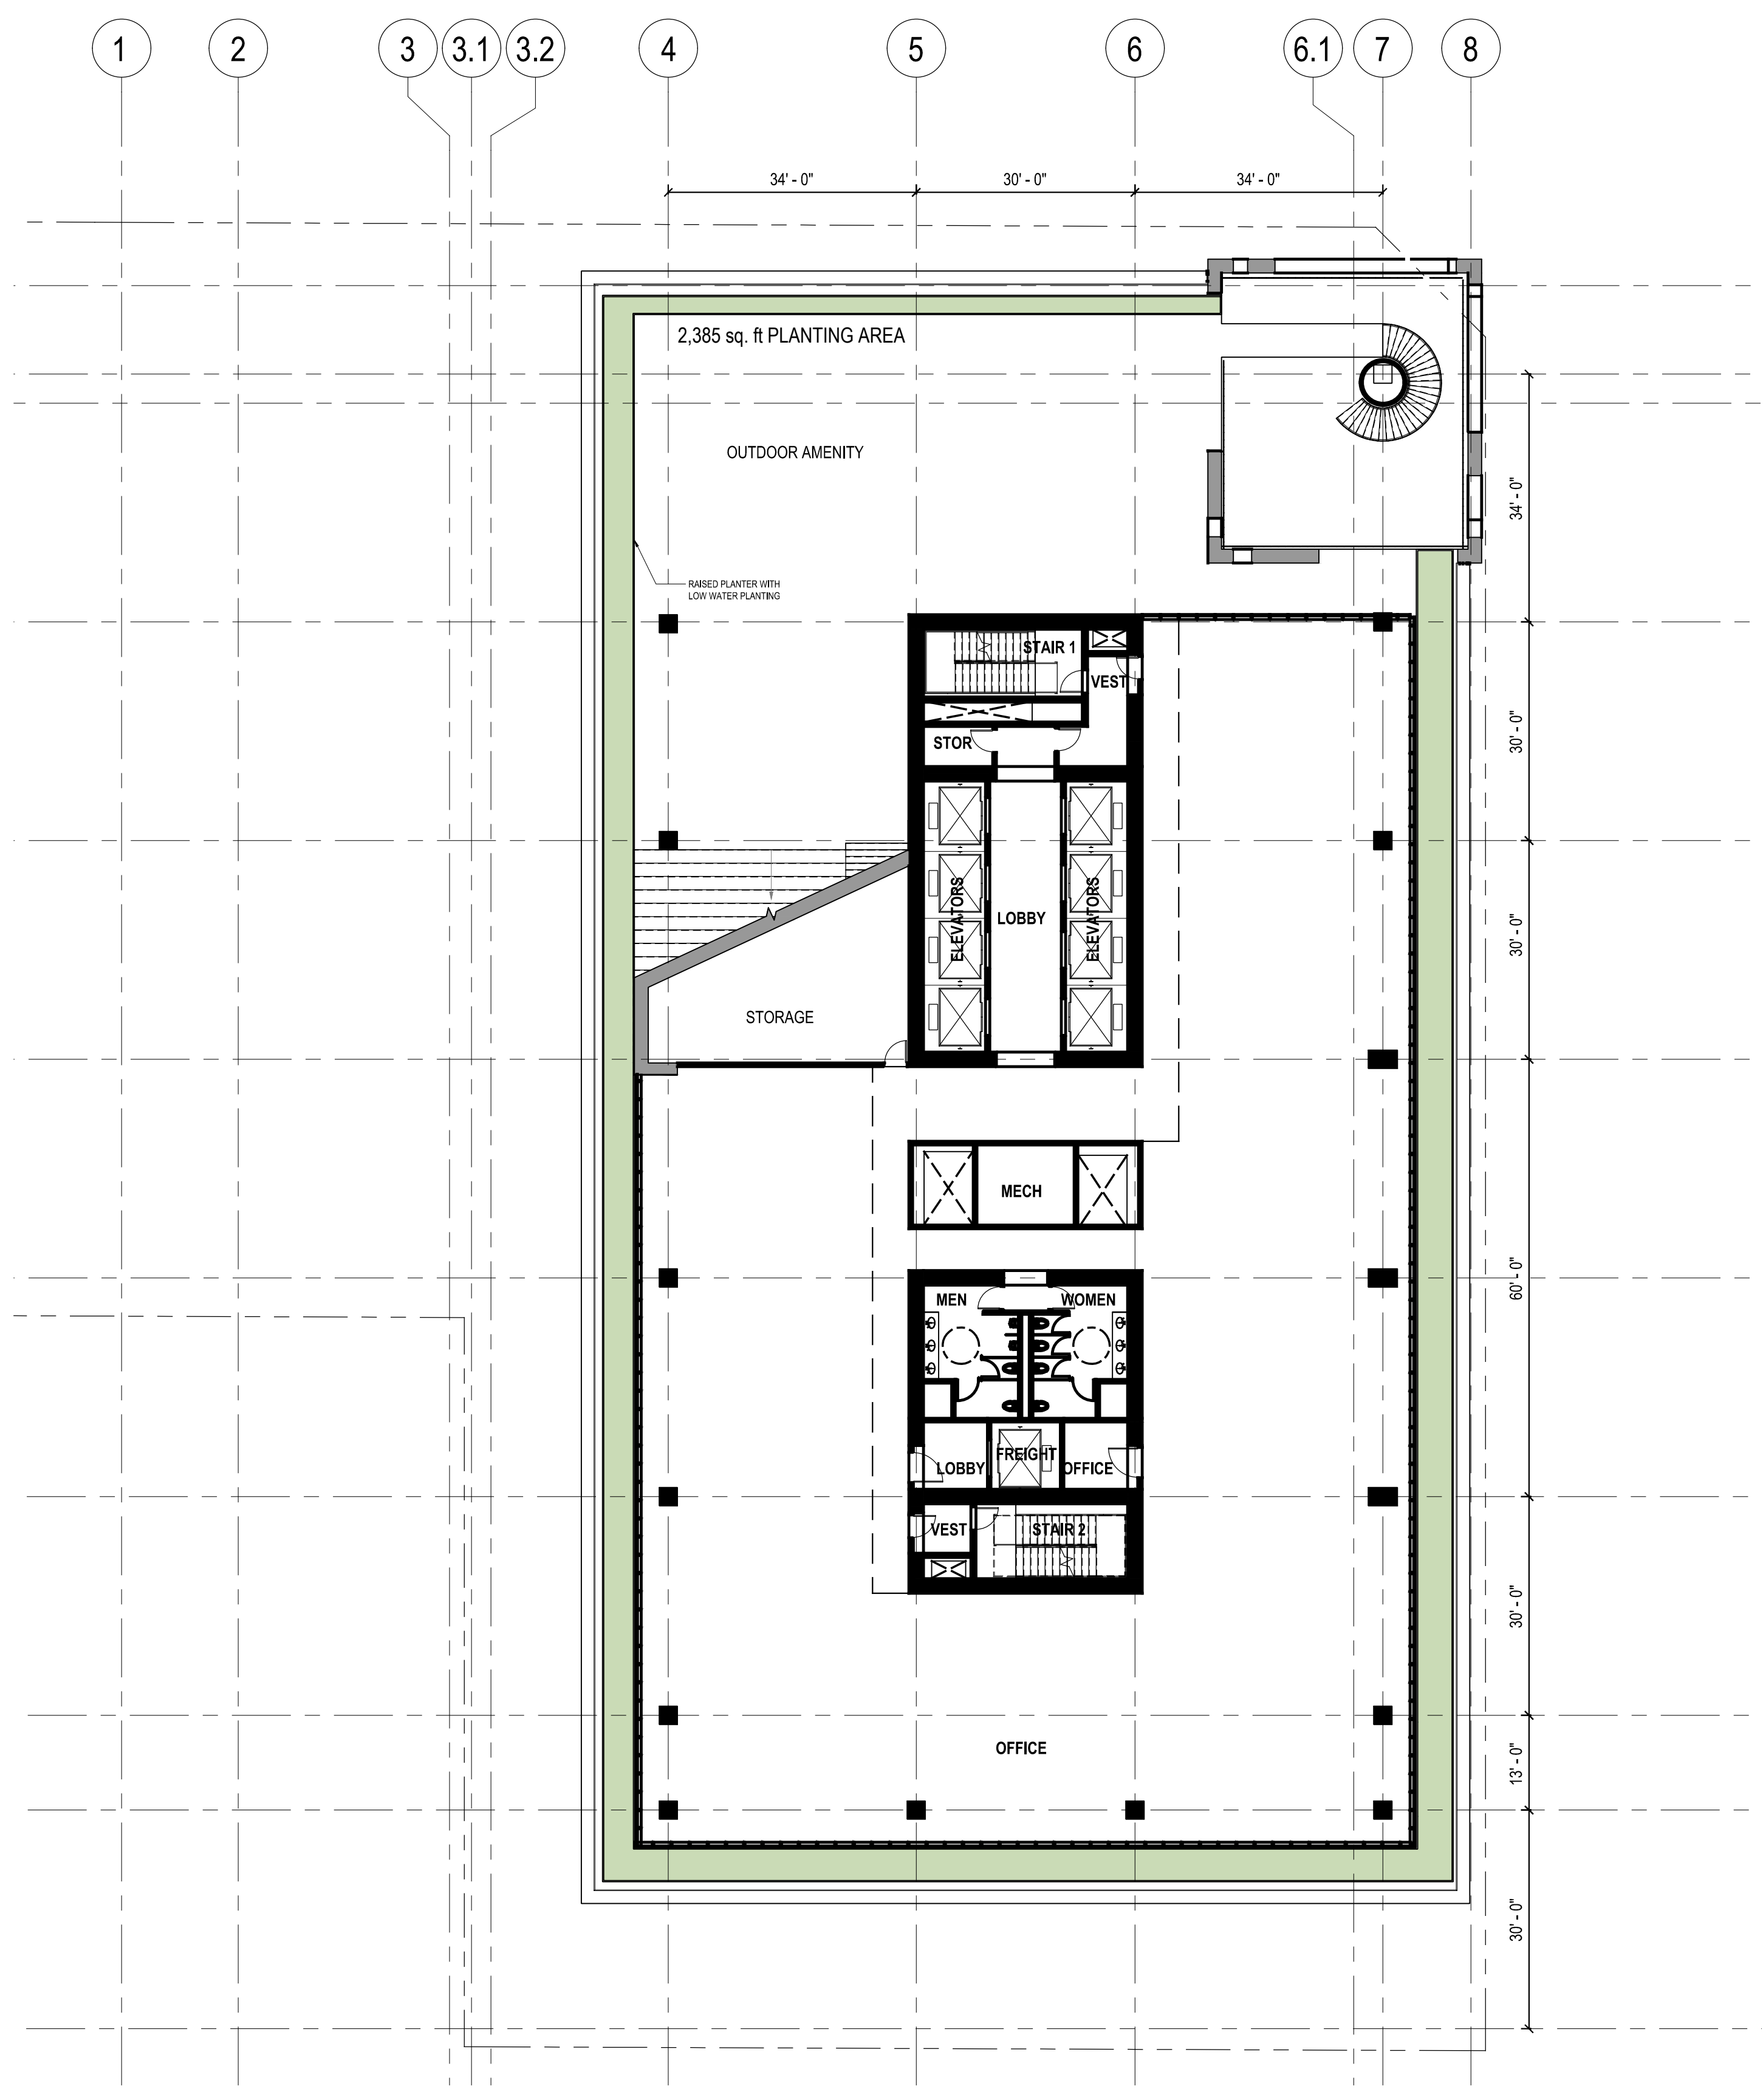 1 2 3 3.1 3.2 4 5 6 6.1 7 8
34' - 0" 30' - 0" 34' - 0"
2,385 sq. ft PLANTING AREA
OUTDOOR AMENITY
34' - 0"
RAISED PLANTER WITH
LOW WATER PLANTING
STAIR 1
VEST
30' - 0"
STOR
ELEVATORS
LOBBY
ELEVATORS
30' - 0"
STORAGE
MECH
60' - 0"
MEN
WOMEN
FREIGHT
LOBBY
OFFICE
VEST
STAIR 2
30' - 0"
OFFICE
13' - 0"
30' - 0"